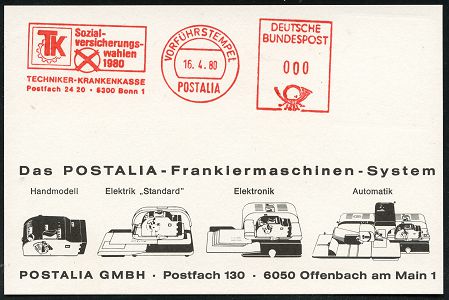 TK
Sozial-
versicherungs-
wahlen
1980
TECHNIKER-KRANKENKASSE
Postfach 24 20 · 5300 Bonn 1
VORFÜHRSTEMPEL
16.4.80
POSTALIA
DEUTSCHE
BUNDESPOST
000
Das POSTALIA-Frankiermaschinen-System
Handmodell Elektrik „Standard" Elektronik Automatik
POSTALIA GMBH · Postfach 130 · 6050 Offenbach am Main 1